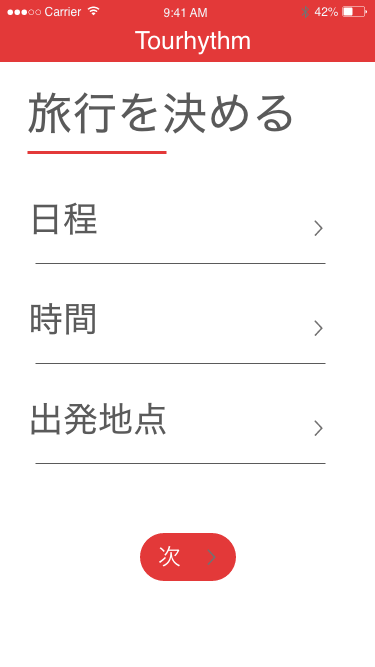 Carrier 9:41 AM 42%
Tourhythm
旅行を決める
日程
時間
出発地点
次